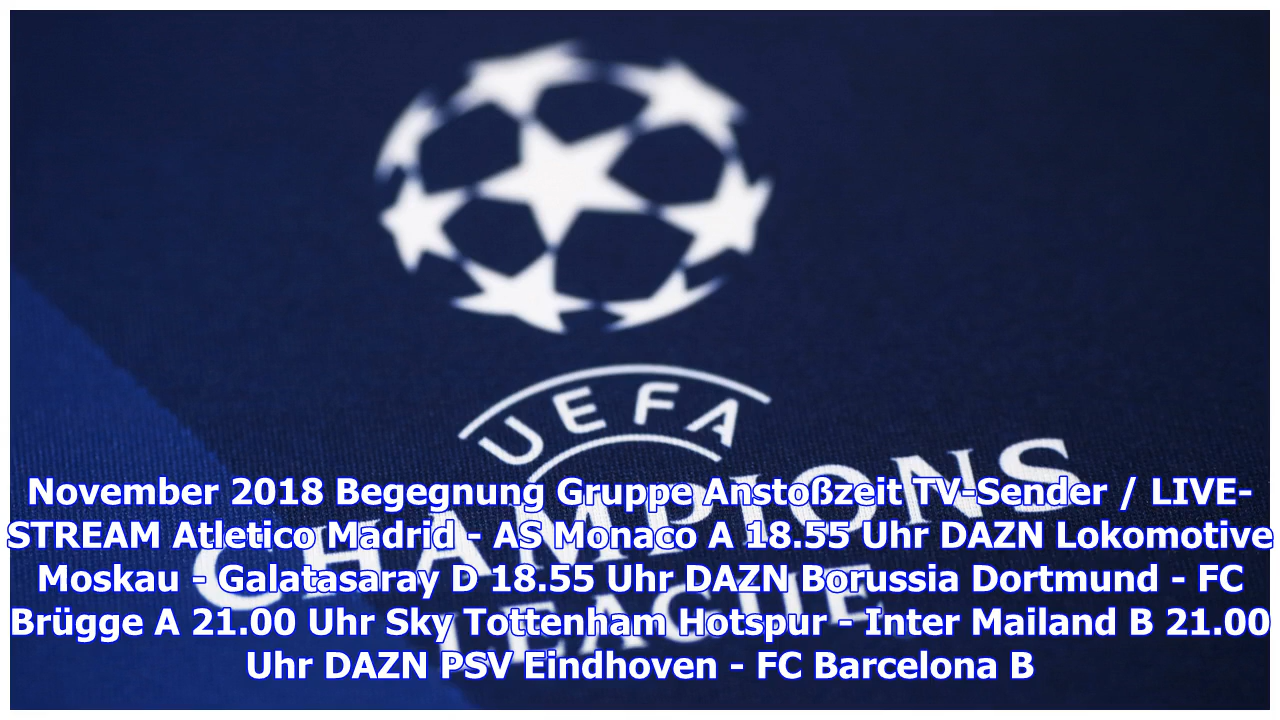 UEFA
CHAMPIONS
LEAGUE
November 2018 Begegnung Gruppe Anstoßzeit TV-Sender / LIVE-
STREAM Atletico Madrid - AS Monaco A 18.55 Uhr DAZN Lokomotive
Moskau - Galatasaray D 18.55 Uhr DAZN Borussia Dortmund - FC
Brügge A 21.00 Uhr Sky Tottenham Hotspur - Inter Mailand B 21.00
Uhr DAZN PSV Eindhoven - FC Barcelona B